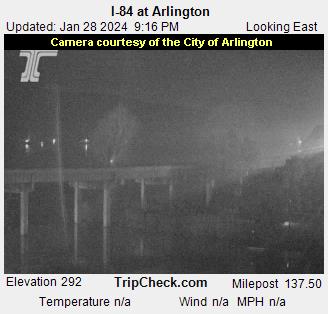 I-84 at Arlington
Updated: Jan 28 2024 9:16 PM Looking East
Camera courtesy of the City of Arlington
Elevation 292 TripCheck.com Milepost 137.50
Temperature n/a Wind n/a MPH n/a